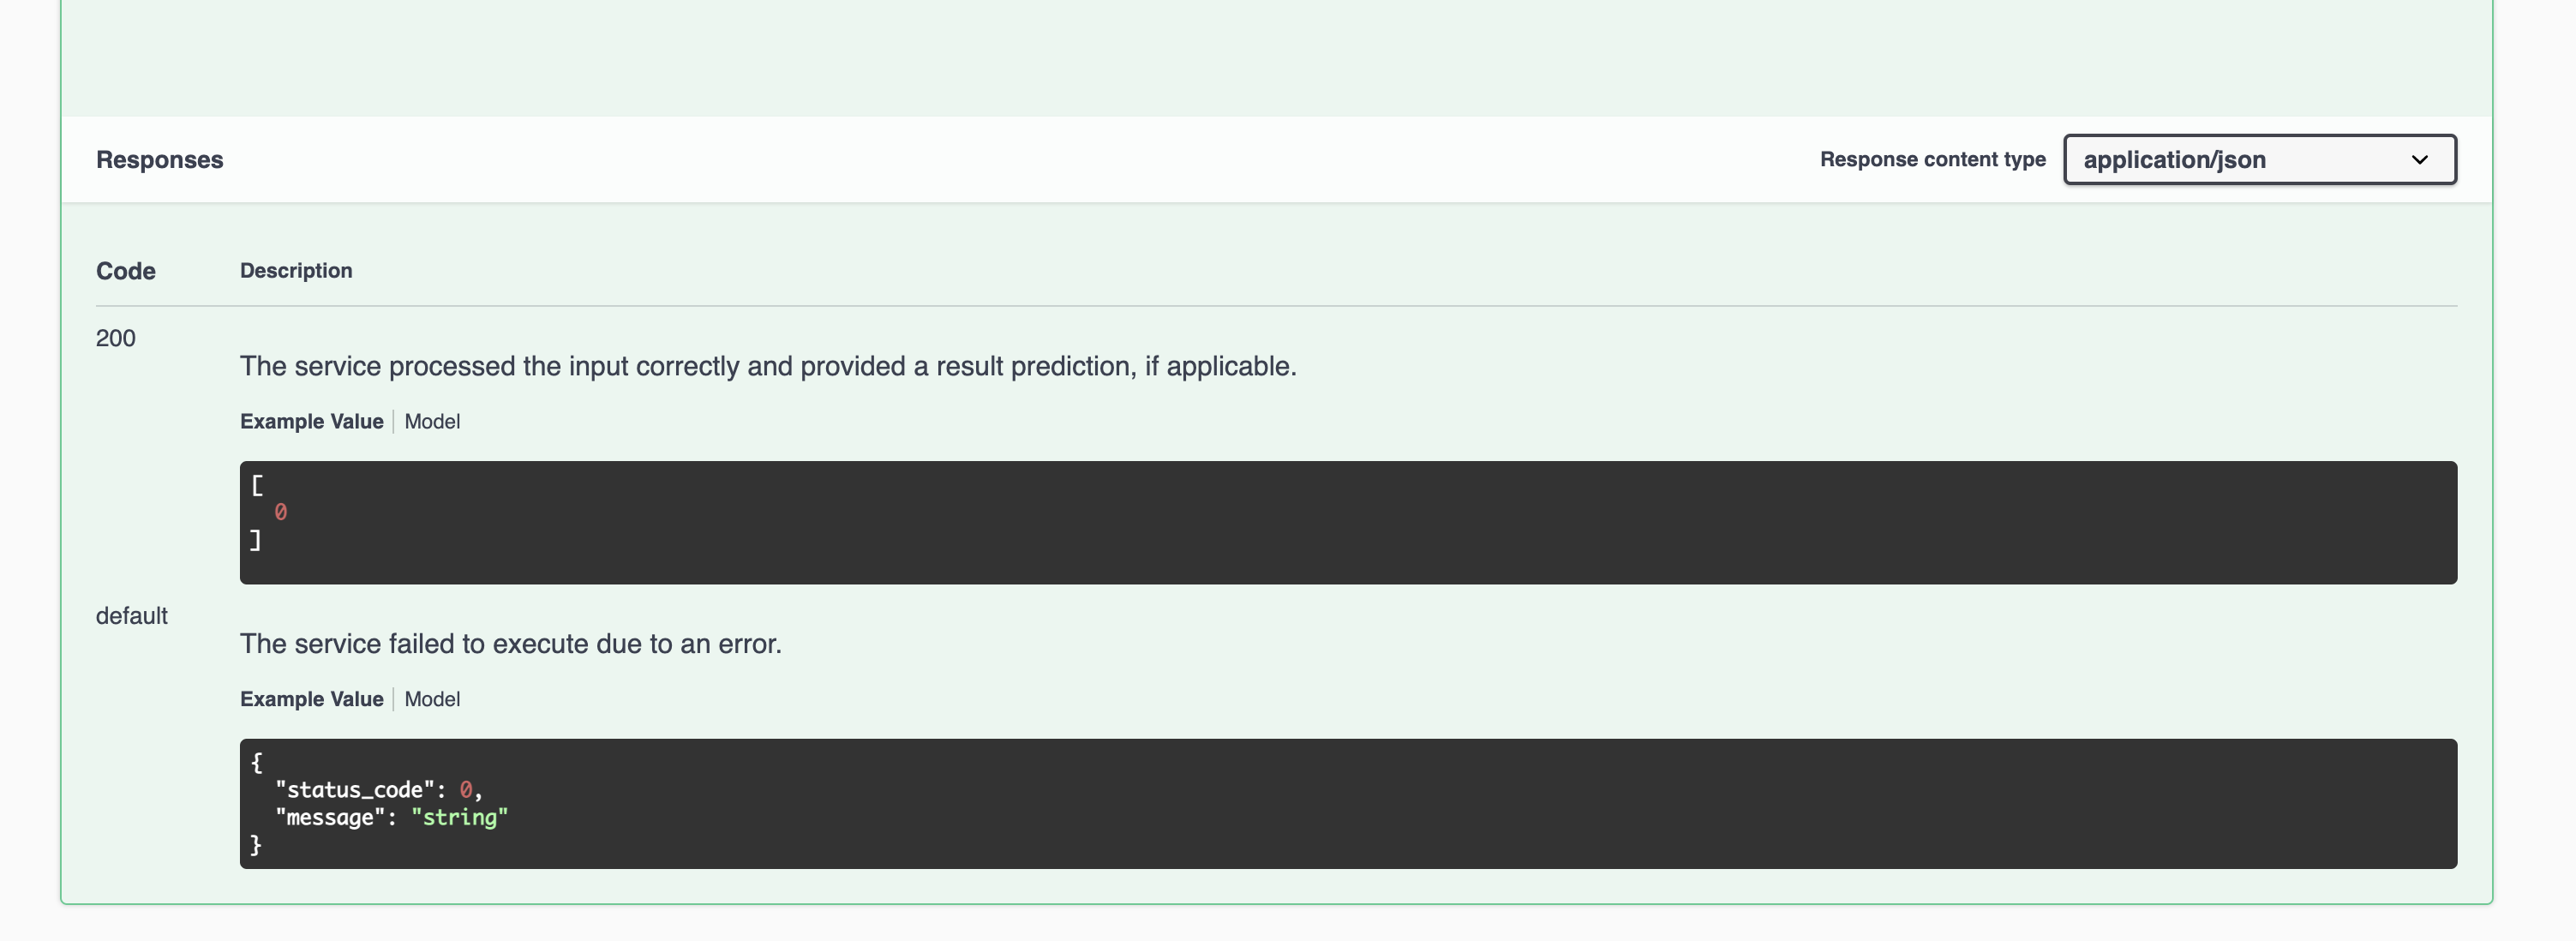 Responses
Response content type application/json
Code Description
200
The service processed the input correctly and provided a result prediction, if applicable.
Example Value Model
[
  0
]
default
The service failed to execute due to an error.
Example Value Model
{
  "status_code": 0,
  "message": "string"
}